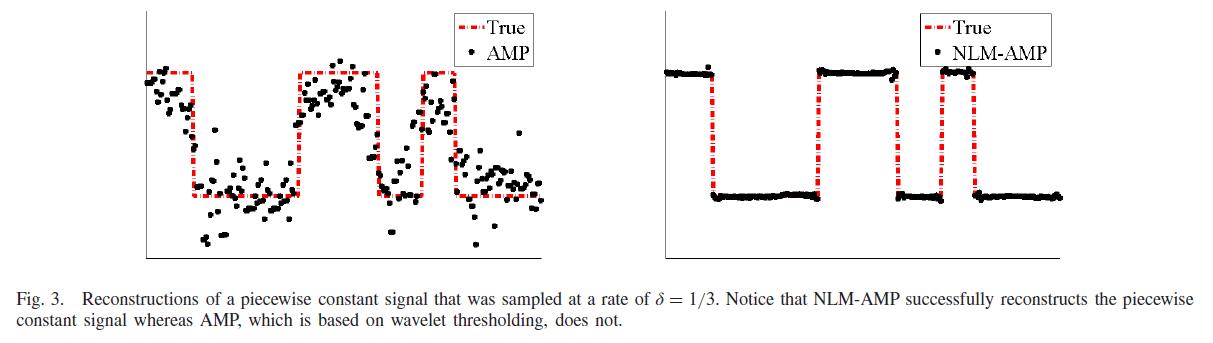 True
AMP
True
NLM-AMP
Fig. 3. Reconstructions of a piecewise constant signal that was sampled at a rate of δ = 1/3. Notice that NLM-AMP successfully reconstructs the piecewise
constant signal whereas AMP, which is based on wavelet thresholding, does not.